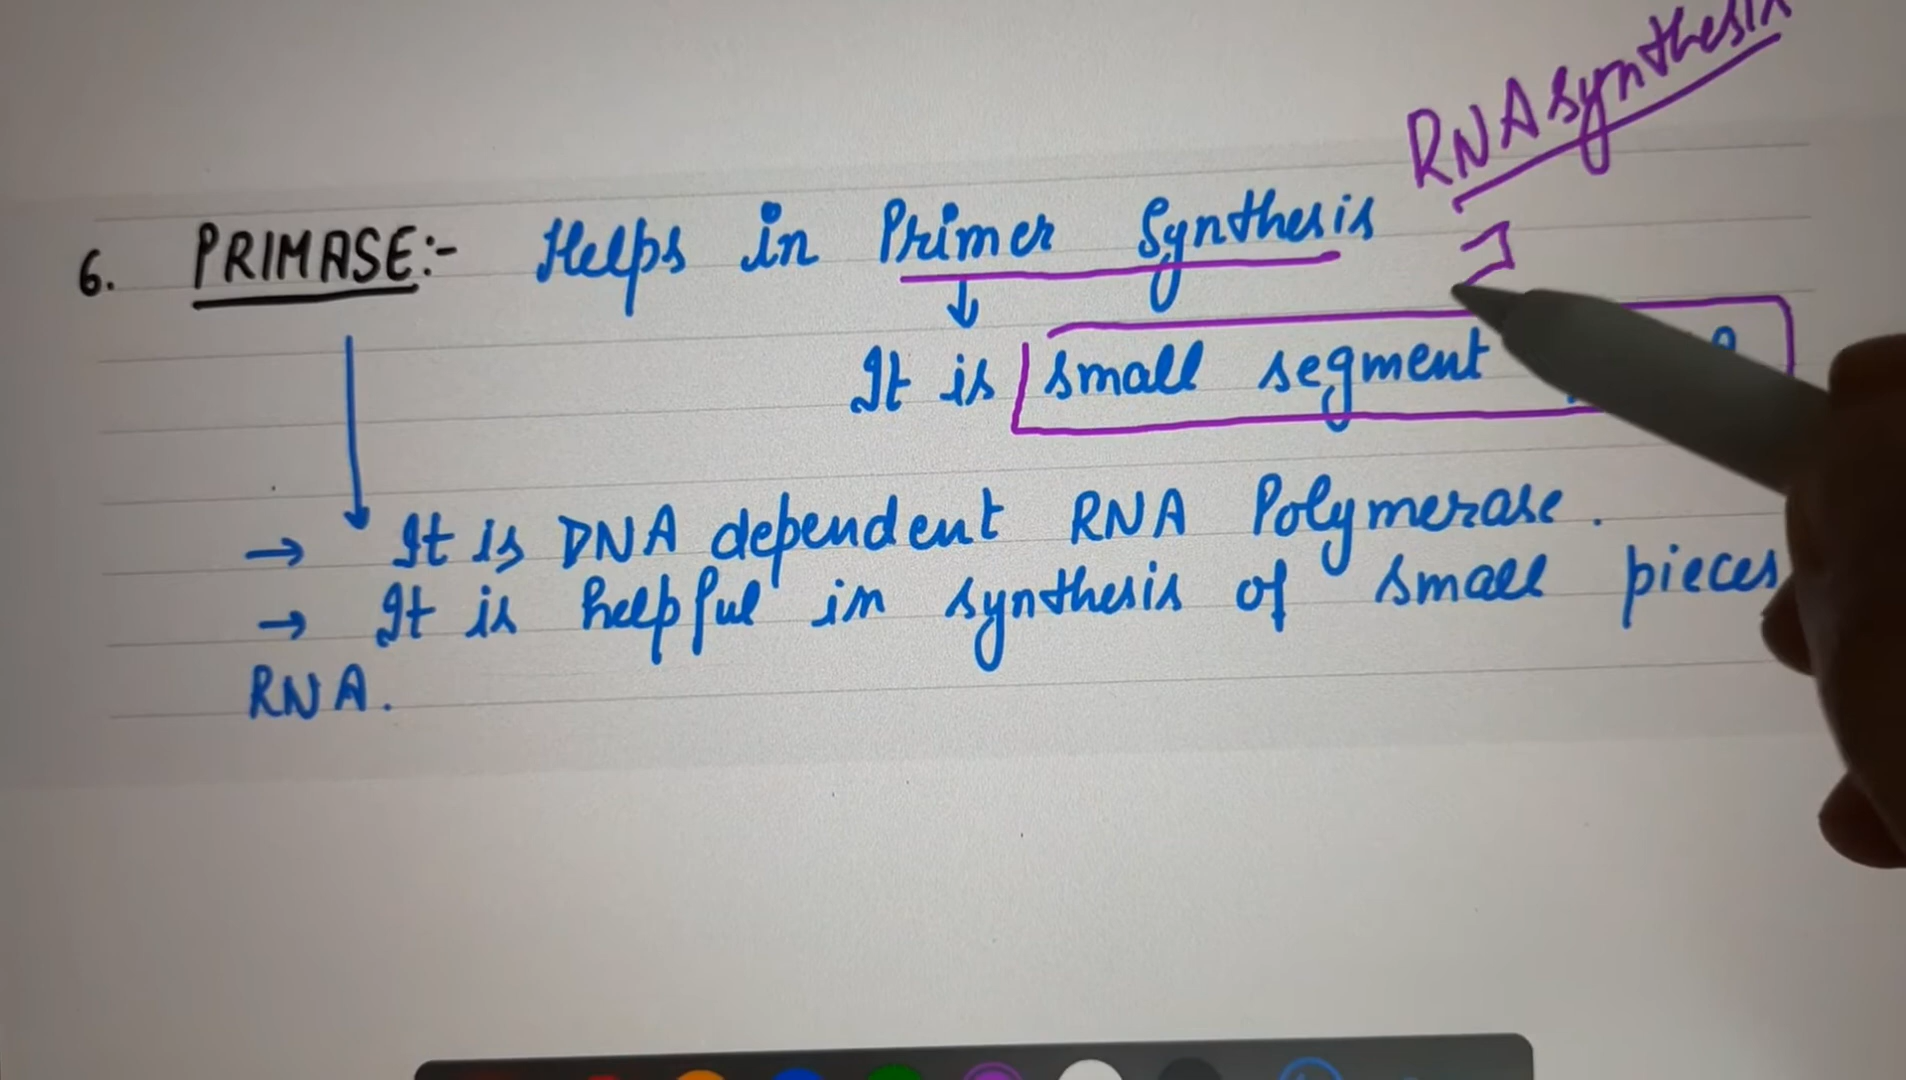 RNA synthesis
6. PRIMASE:- Helps in Primer Synthesis
It is small segment
→ It is DNA dependent RNA Polymerase.
→ It is helpful in synthesis of small pieces
RNA.